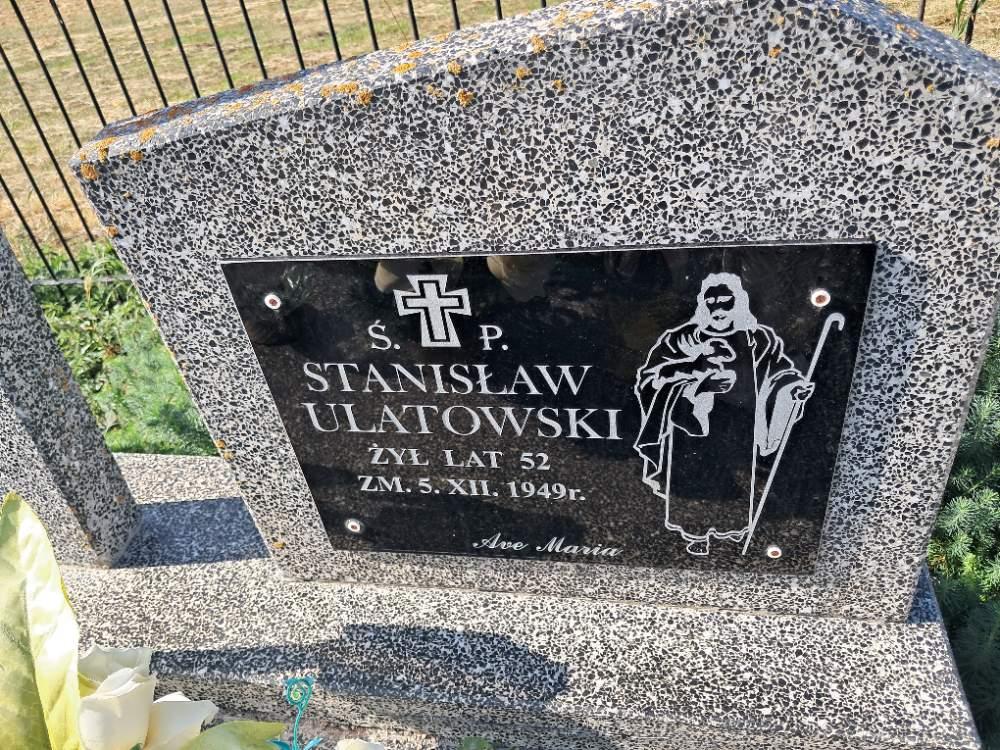 Ś. P.
STANISŁAW
ULATOWSKI
ŻYŁ LAT 52
ZM. 5. XII. 1949r.
Ave Maria